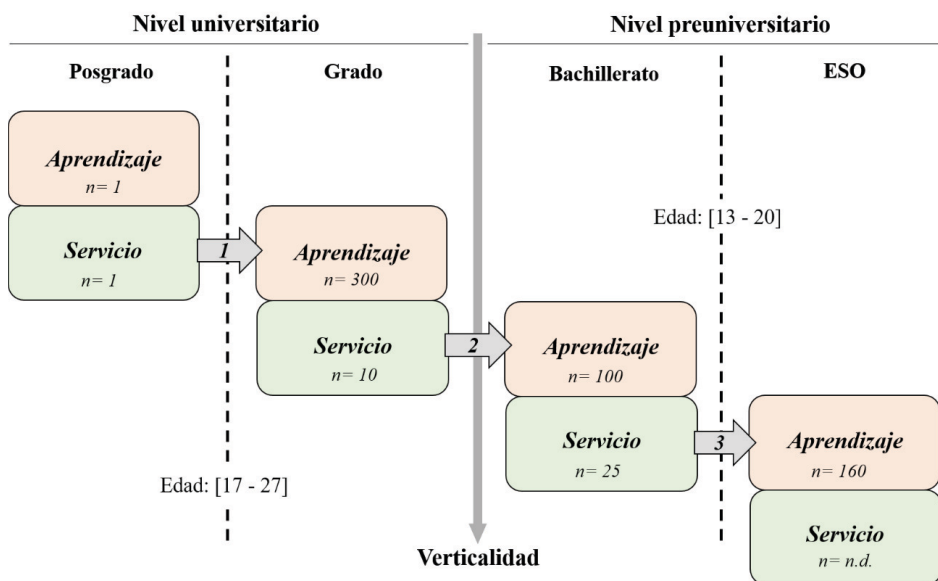 Nivel universitario
Nivel preuniversitario
Posgrado
Grado
Bachillerato
ESO
Aprendizaje
n= 1
Servicio
n= 1
1
Aprendizaje
n= 300
Edad: [13 - 20]
Servicio
n= 10
2
Aprendizaje
n= 100
Servicio
n= 25
3
Aprendizaje
n= 160
Edad: [17 - 27]
Servicio
n= n.d.
Verticalidad